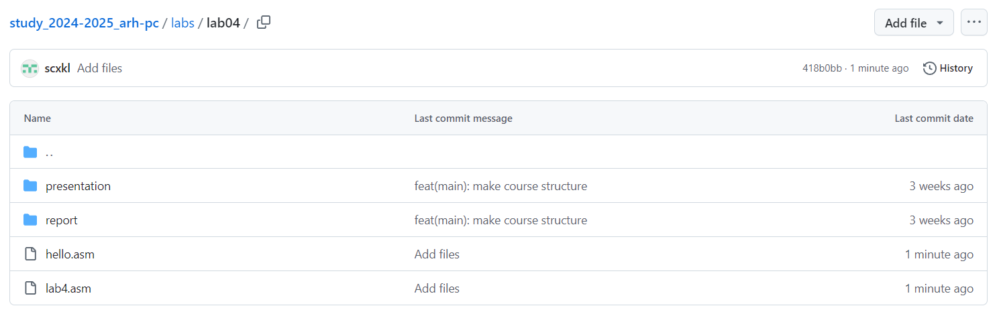 study_2024-2025_arh-pc / labs / lab04 /
Add file
scxkl Add files
418b0bb · 1 minute ago
History
Name Last commit message Last commit date
..
presentation feat(main): make course structure 3 weeks ago
report feat(main): make course structure 3 weeks ago
hello.asm Add files 1 minute ago
lab4.asm Add files 1 minute ago